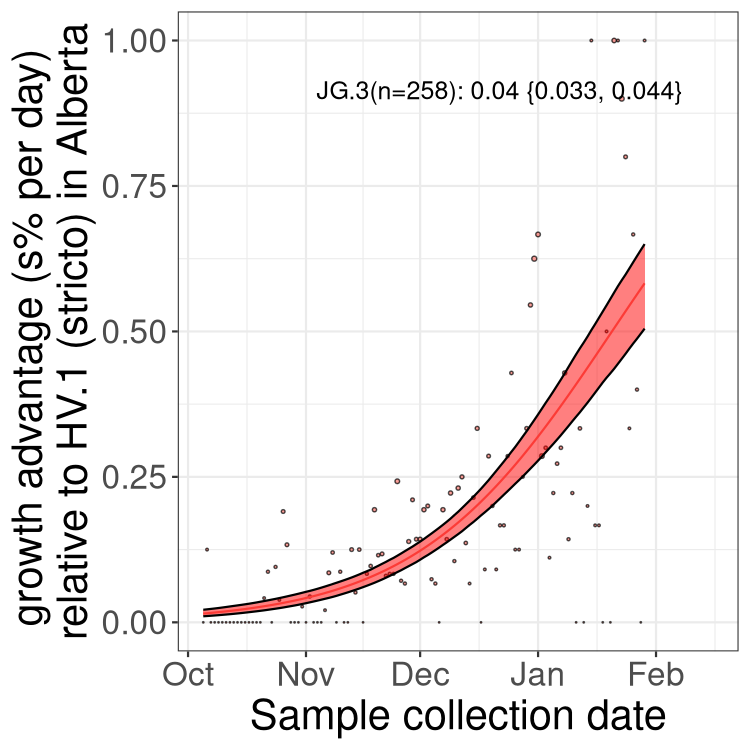 growth advantage (s% per day)
relative to HV.1 (stricto) in Alberta
1.00
0.75
0.50
0.25
0.00
JG.3(n=258): 0.04 {0.033, 0.044}
Oct Nov Dec Jan Feb
Sample collection date